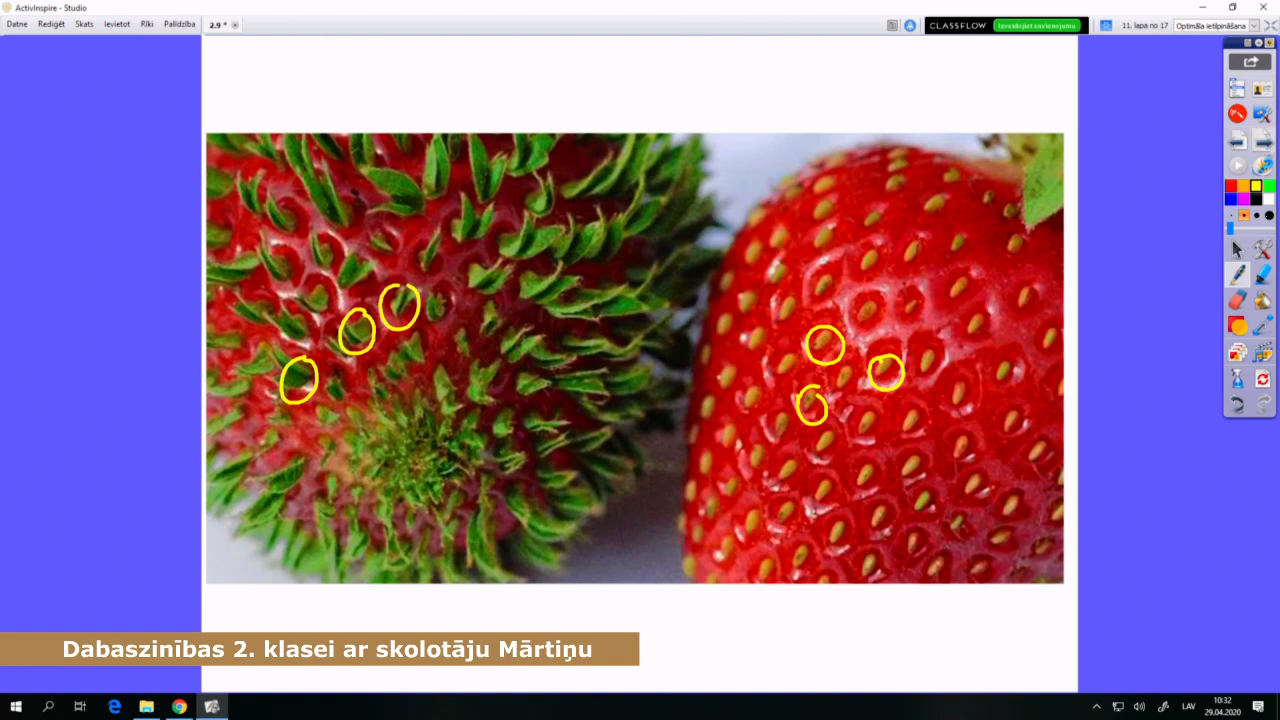 ActivInspire - Studio
Datne Rediģēt Skats Ievietot Rīki Palīdzība 2.9 * CLASSFLOW Izveidojiet savienojumu 11. lapa no 17 Optimāla ietilpināšana
Dabaszinības 2. klasei ar skolotāju Mārtiņu
LAV
10:32
29.04.2020